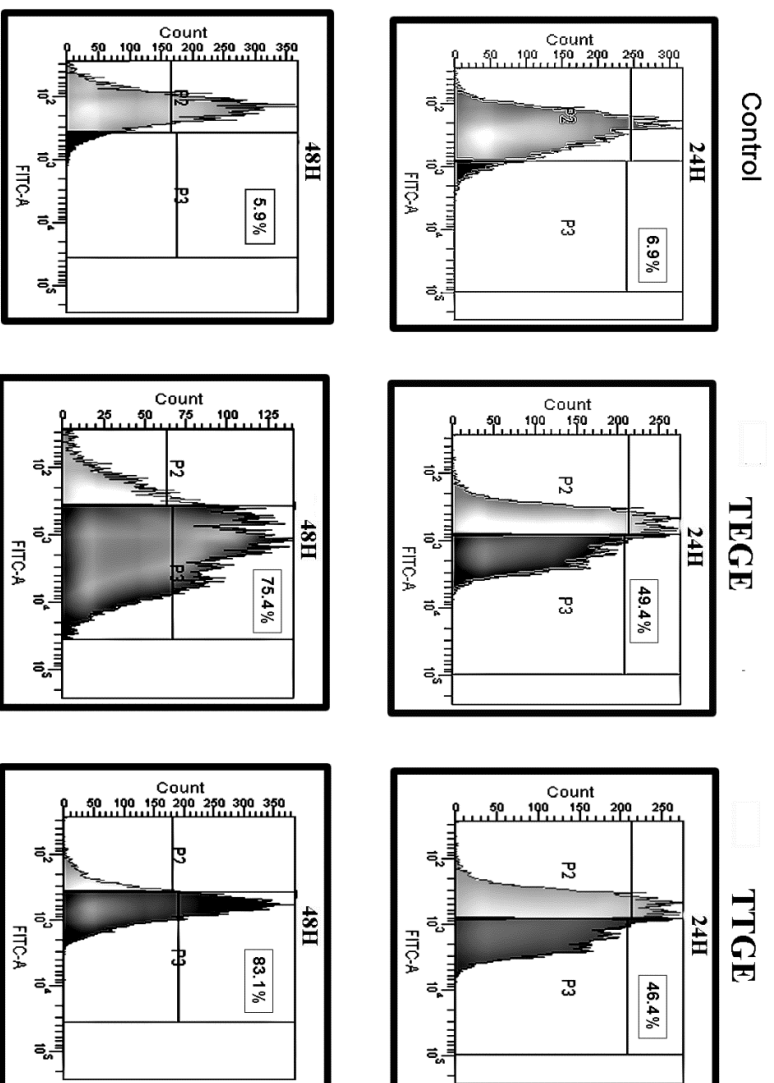 Control
TEGE
TTGE
24H
Count
0 50 100 150 200 250 300
P2
P3
6.9%
10² 10³ 10⁴ 10⁵
FITC-A
24H
Count
0 50 100 150 200 250
P2
P3
49.4%
10² 10³ 10⁴ 10⁵
FITC-A
24H
Count
0 50 100 150 200 250
P2
P3
46.4%
10² 10³ 10⁴ 10⁵
FITC-A
48H
Count
0 50 100 150 200 250 300 350
P2
P3
5.9%
10² 10³ 10⁴ 10⁵
FITC-A
48H
Count
0 25 50 75 100 125
P2
P3
75.4%
10² 10³ 10⁴ 10⁵
FITC-A
48H
Count
0 50 100 150 200 250 300 350
P2
P3
83.1%
10² 10³ 10⁴ 10⁵
FITC-A